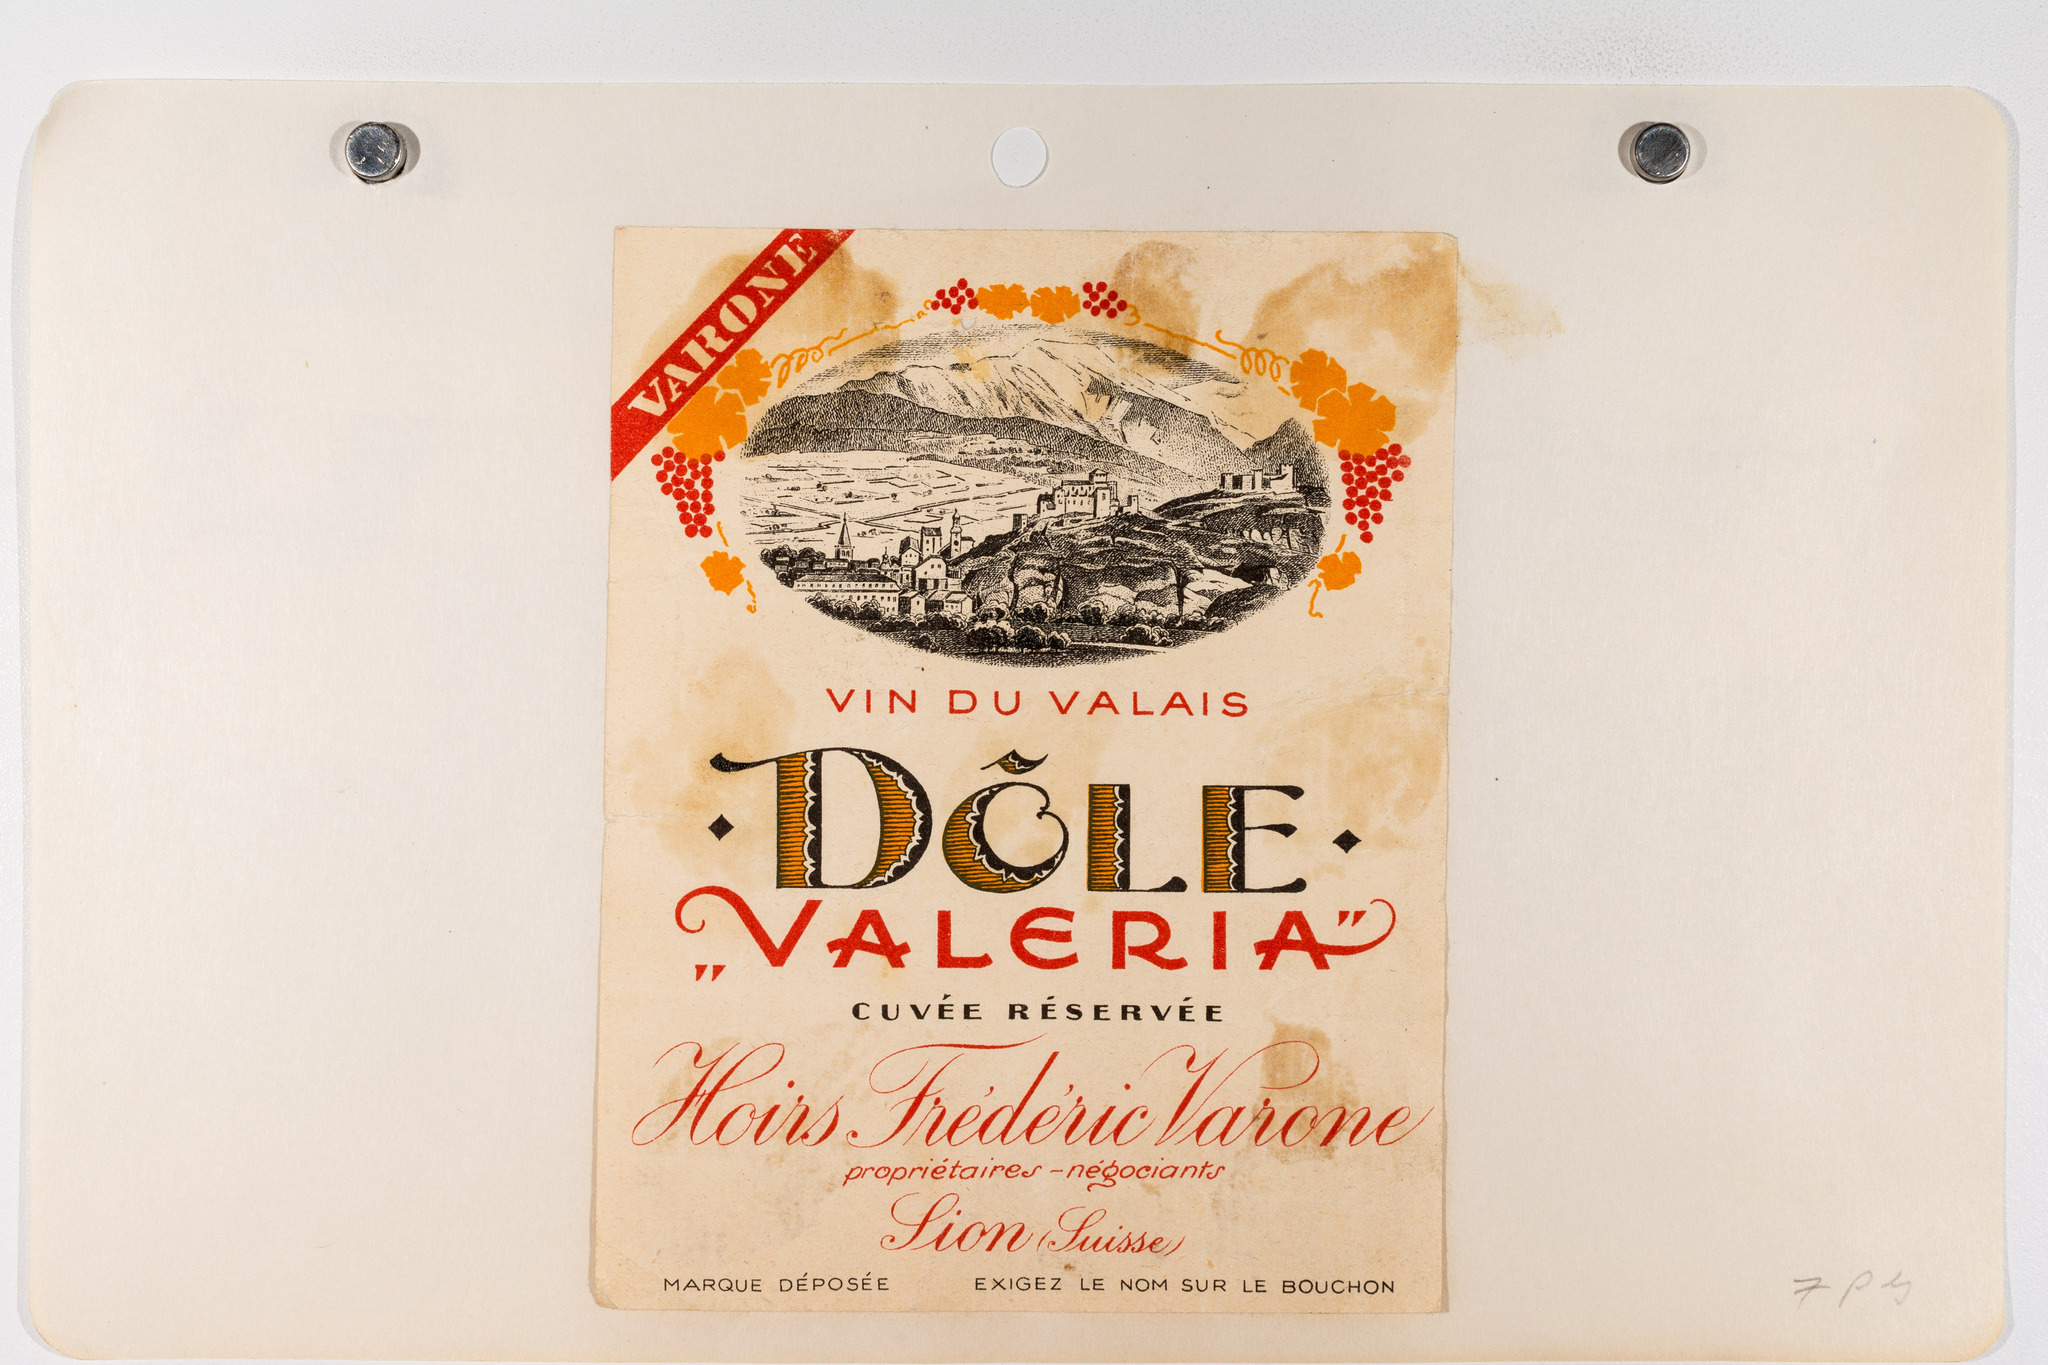 VARONE
VIN DU VALAIS
· DÔLE ·
„VALERIA”
CUVÉE RÉSERVÉE
Hoirs Frédéric Varone
propriétaires - négociants
Sion (Suisse)
MARQUE DÉPOSÉE EXIGEZ LE NOM SUR LE BOUCHON